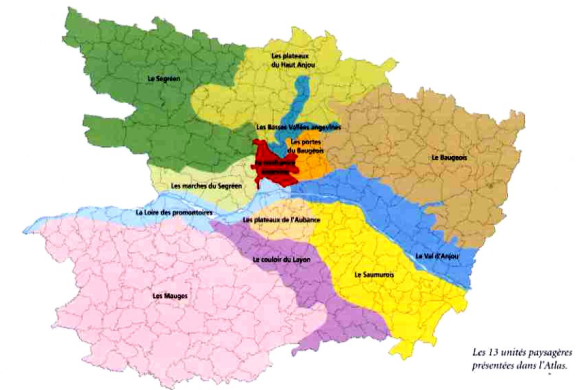 Les plateaux
du Haut Anjou
Le Segréen
Les Basses Vallées angevines
Les portes
du Baugeois
Le Baugeois
Les marches du Segréen
La Loire des promontoires
Les plateaux de l'Aubance
Le couloir du Layon
Le Val d'Anjou
Le Saumurois
Les Mauges
Les 13 unités paysagères
présentées dans l'Atlas.